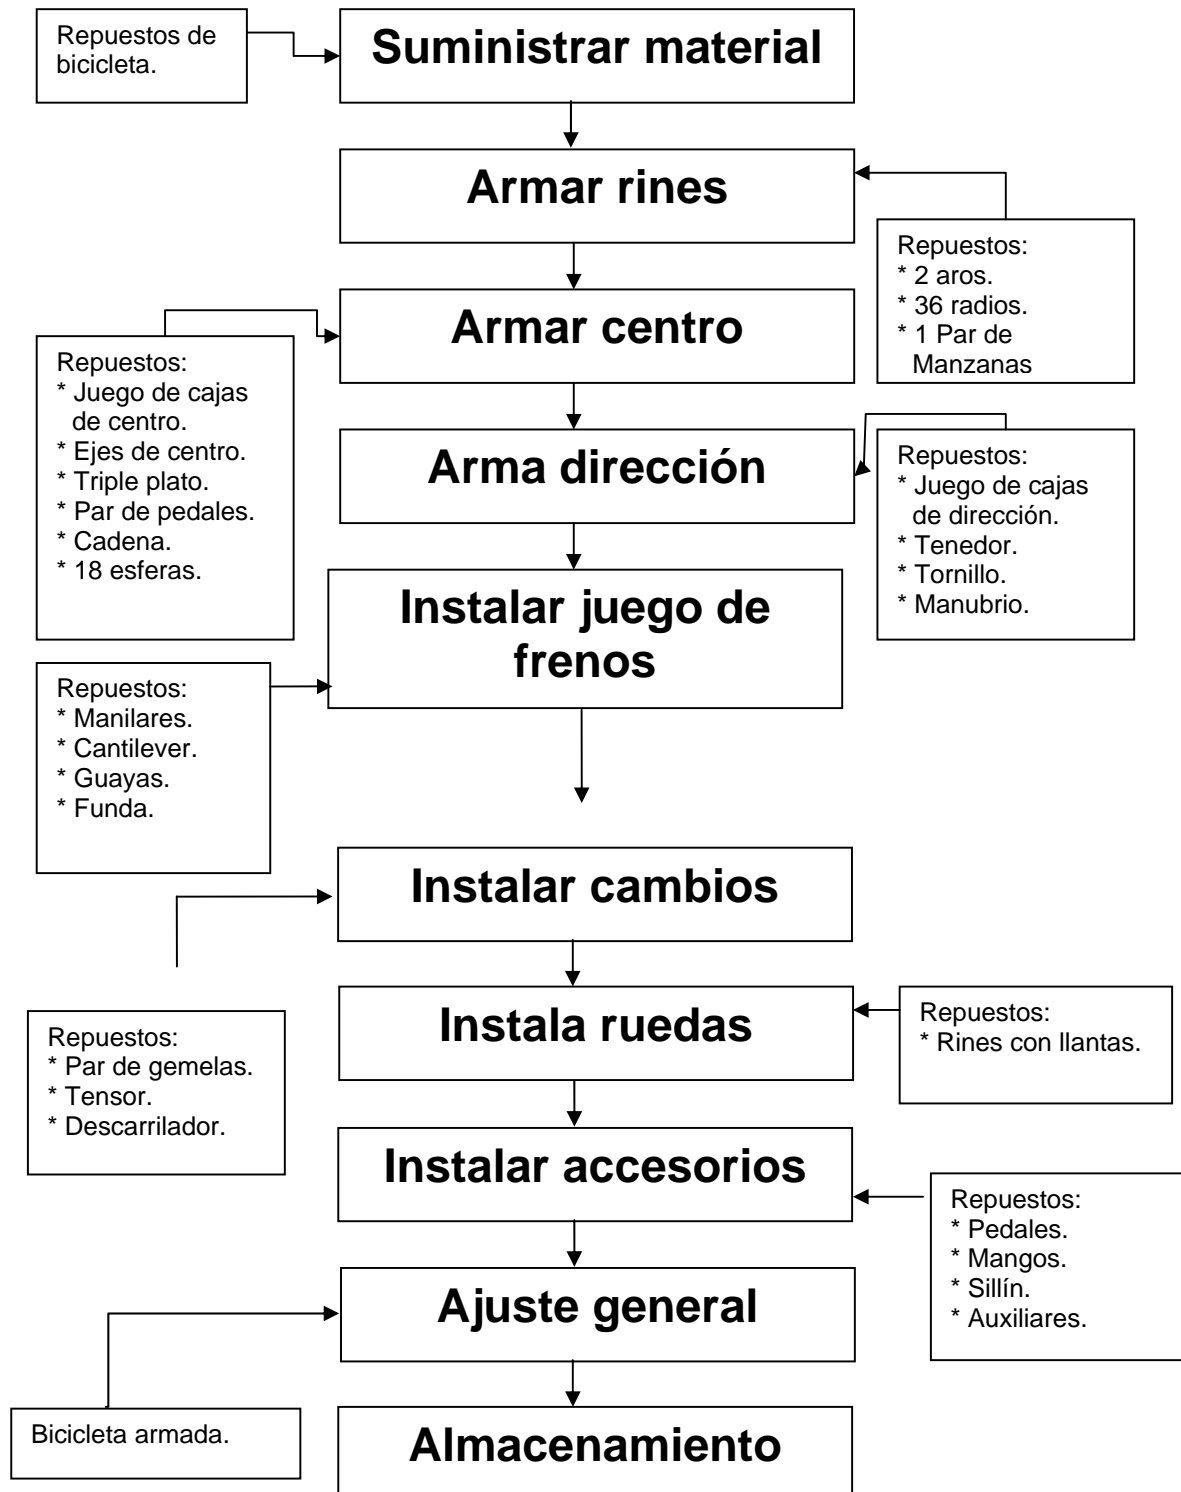 Repuestos de
bicicleta.
Suministrar material
Armar rines
Repuestos:
* 2 aros.
* 36 radios.
* 1 Par de
Manzanas
Armar centro
Repuestos:
* Juego de cajas
de centro.
* Ejes de centro.
* Triple plato.
* Par de pedales.
* Cadena.
* 18 esferas.
Arma dirección
Repuestos:
* Juego de cajas
de dirección.
* Tenedor.
* Tornillo.
* Manubrio.
Instalar juego de
frenos
Repuestos:
* Manilares.
* Cantilever.
* Guayas.
* Funda.
Instalar cambios
Repuestos:
* Par de gemelas.
* Tensor.
* Descarrilador.
Instala ruedas
Repuestos:
* Rines con llantas.
Instalar accesorios
Repuestos:
* Pedales.
* Mangos.
* Sillín.
* Auxiliares.
Ajuste general
Bicicleta armada.
Almacenamiento